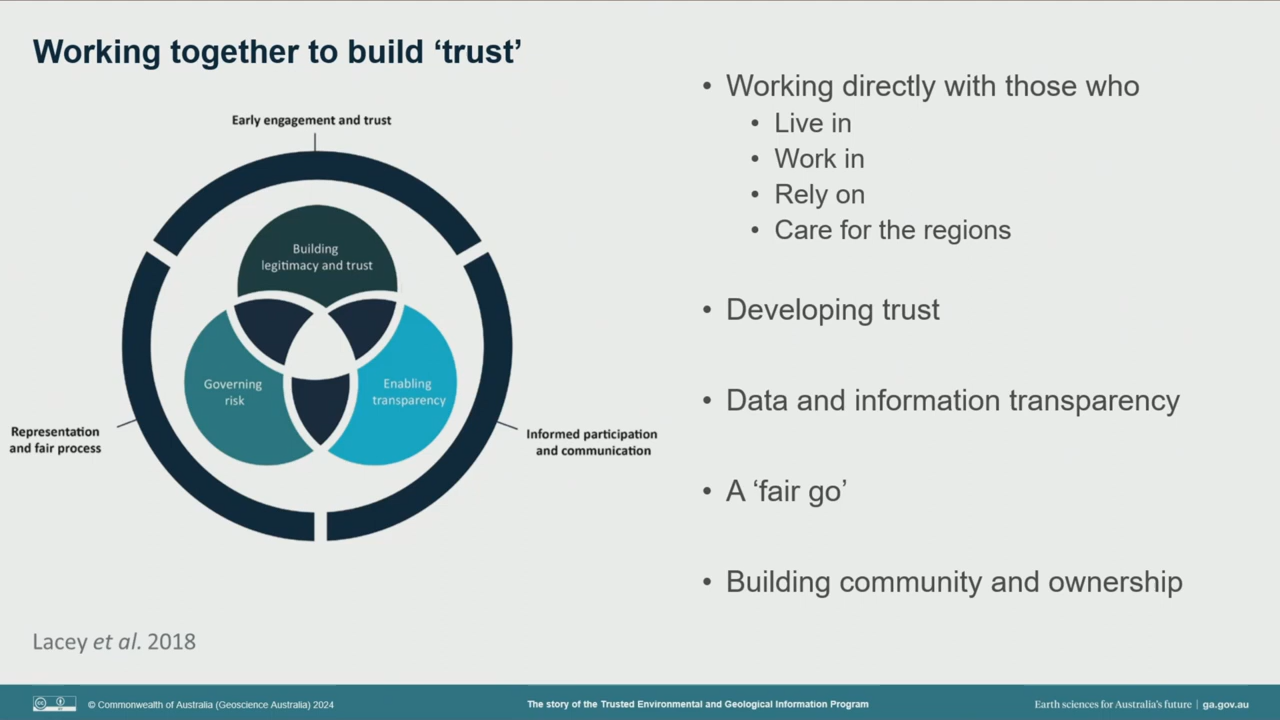 Working together to build ‘trust’
Early engagement and trust
Building
legitimacy and trust
Governing
risk
Enabling
transparency
Representation
and fair process
Informed participation
and communication
Lacey et al. 2018
• Working directly with those who
• Live in
• Work in
• Rely on
• Care for the regions
• Developing trust
• Data and information transparency
• A ‘fair go’
• Building community and ownership
© Commonwealth of Australia (Geoscience Australia) 2024
The story of the Trusted Environmental and Geological Information Program
Earth sciences for Australia’s future | ga.gov.au